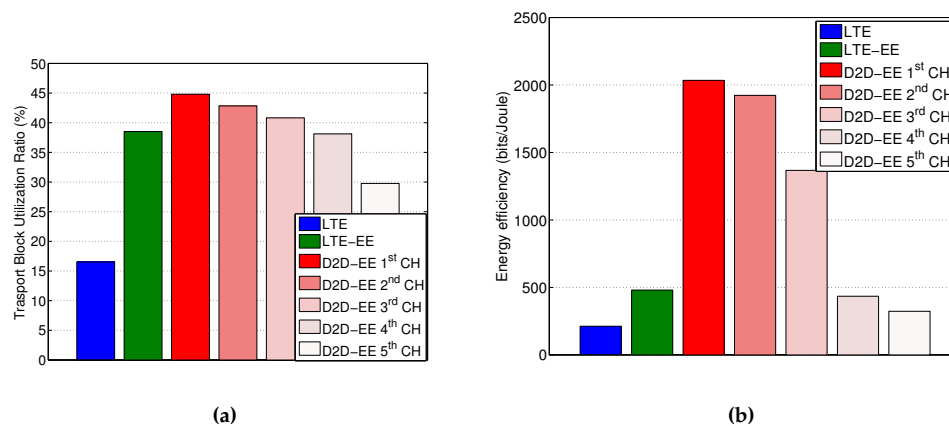 Trasport Block Utilization Ratio (%)
50
45
40
35
30
25
20
15
10
5
0
LTE
LTE−EE
D2D−EE 1st CH
D2D−EE 2nd CH
D2D−EE 3rd CH
D2D−EE 4th CH
D2D−EE 5th CH
(a)
Energy efficiency (bits/Joule)
2500
2000
1500
1000
500
0
LTE
LTE−EE
D2D−EE 1st CH
D2D−EE 2nd CH
D2D−EE 3rd CH
D2D−EE 4th CH
D2D−EE 5th CH
(b)